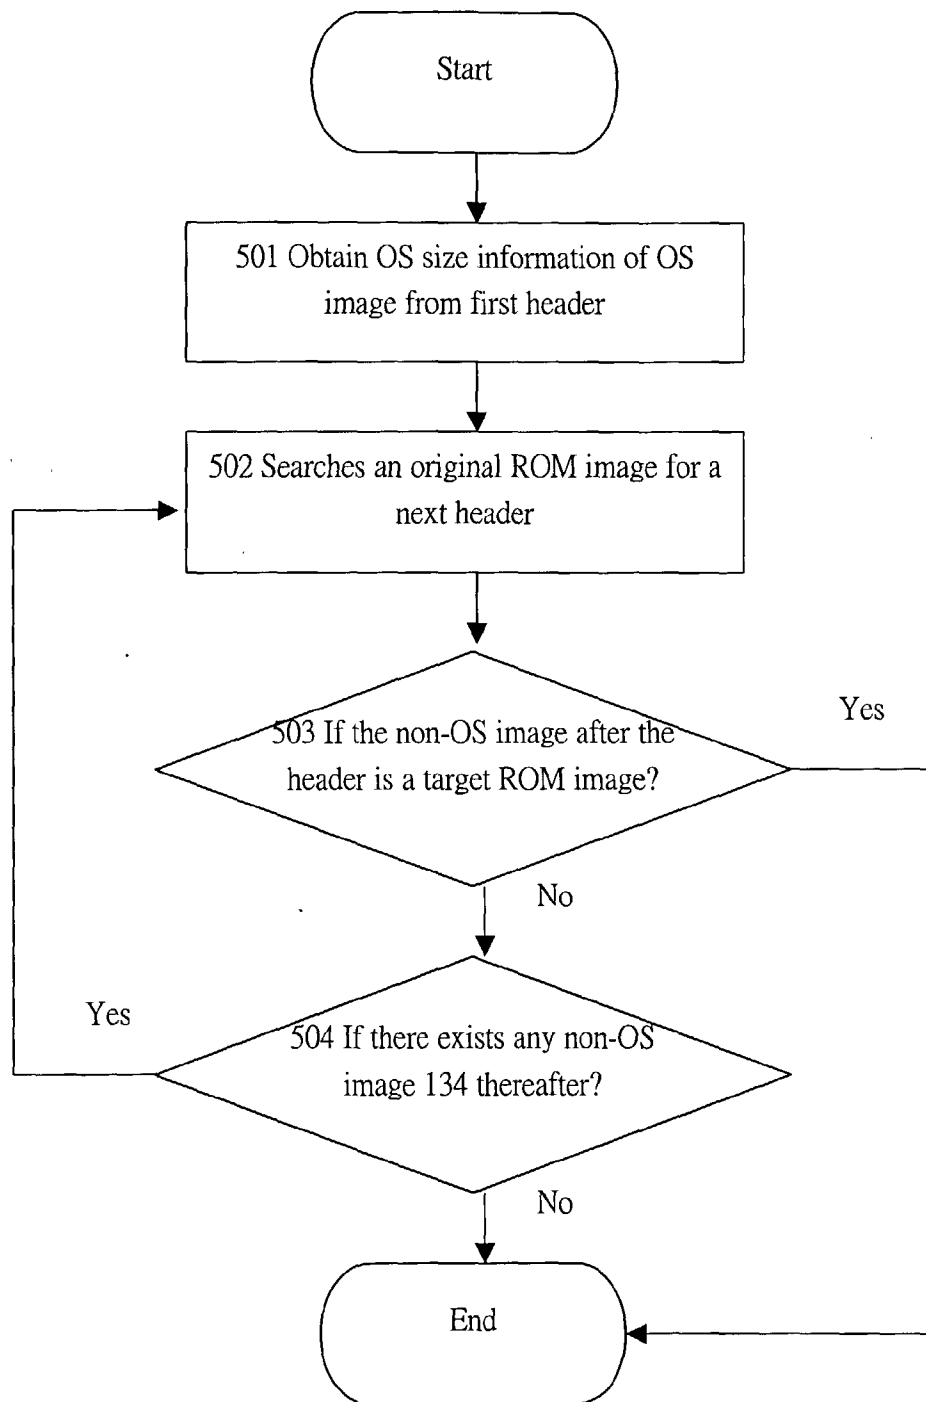 Start
501 Obtain OS size information of OS
image from first header
502 Searches an original ROM image for a
next header
503 If the non-OS image after the
header is a target ROM image?
Yes
No
504 If there exists any non-OS
image 134 thereafter?
Yes
No
End